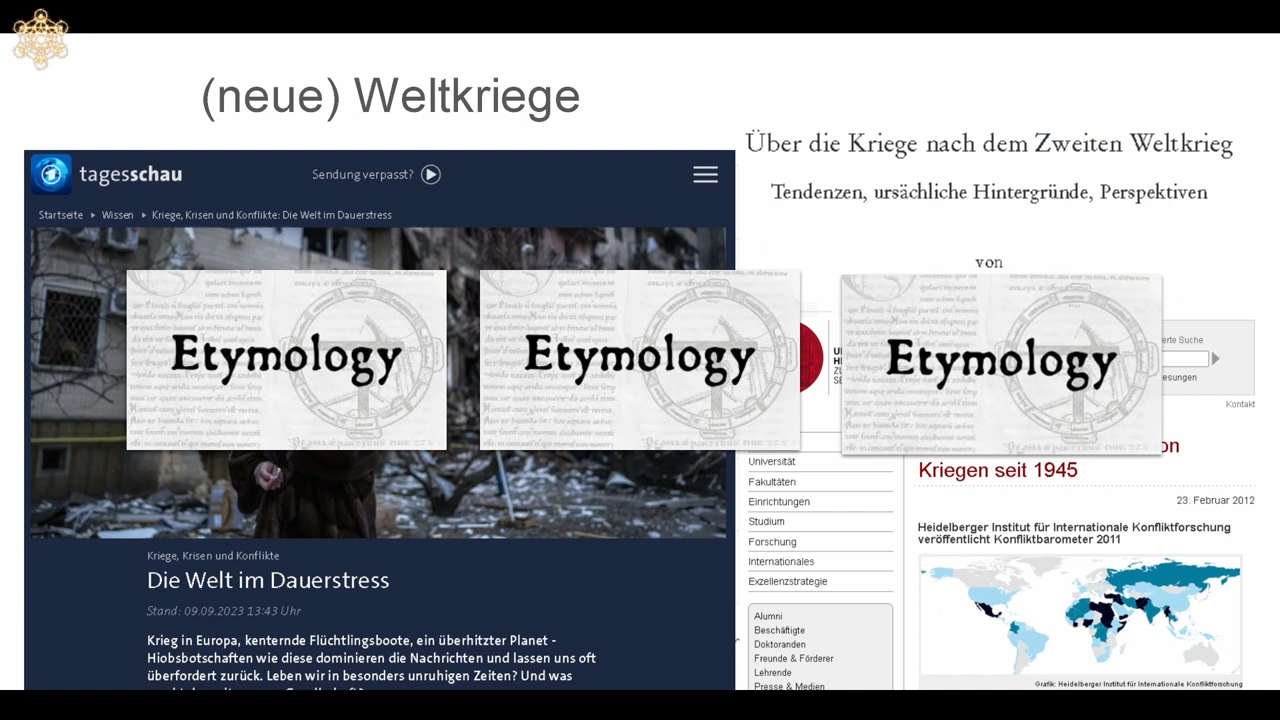 (neue) Weltkriege
tagesschau
Sendung verpasst?
Startseite
Wissen
Kriege, Krisen und Konflikte: Die Welt im Dauerstress
Etymology
Etymology
Kriege, Krisen und Konflikte
Die Welt im Dauerstress
Stand: 09.09.2023 13:43 Uhr
Krieg in Europa, kenternde Flüchtlingsboote, ein überhitzter Planet -
Hiobsbotschaften wie diese dominieren die Nachrichten und lassen uns oft
überfordert zurück. Leben wir in besonders unruhigen Zeiten? Und was
Über die Kriege nach dem Zweiten Weltkrieg
Tendenzen, ursächliche Hintergründe, Perspektiven
von
Etymology
Suche
Kontakt
Universität
Fakultäten
Einrichtungen
Studium
Forschung
Internationales
Exzellenzstrategie
Alumni
Beschäftigte
Doktoranden
Freunde & Förderer
Lehrende
Presse & Medien
Kriegen seit 1945
23. Februar 2012
Heidelberger Institut für Internationale Konfliktforschung
veröffentlicht Konfliktbarometer 2011
Grafik: Heidelberger Institut für Internationale Konfliktforschung